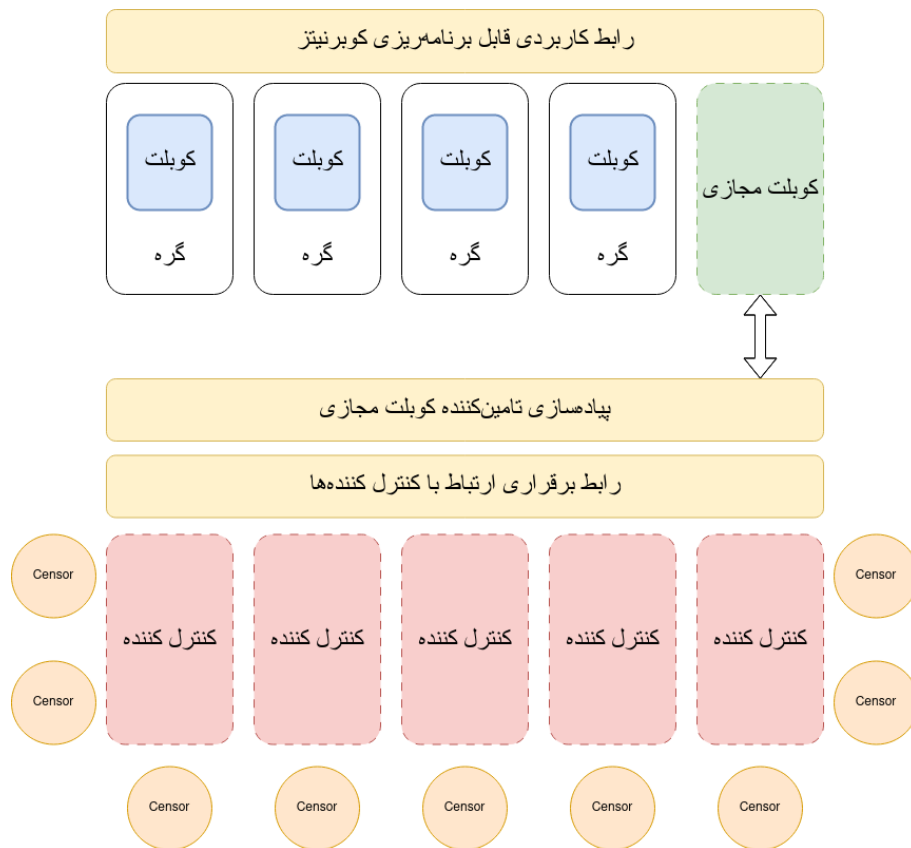 رابط کاربردی قابل برنامه‌ریزی کوبرنیتز
کوبلت
کوبلت
کوبلت
کوبلت
کوبلت مجازی
گره
گره
گره
گره
پیاده‌سازی تامین‌کننده کوبلت مجازی
رابط برقراری ارتباط با کنترل کننده‌ها
Censor
Censor
کنترل کننده
کنترل کننده
کنترل کننده
کنترل کننده
کنترل کننده
Censor
Censor
Censor
Censor
Censor
Censor
Censor